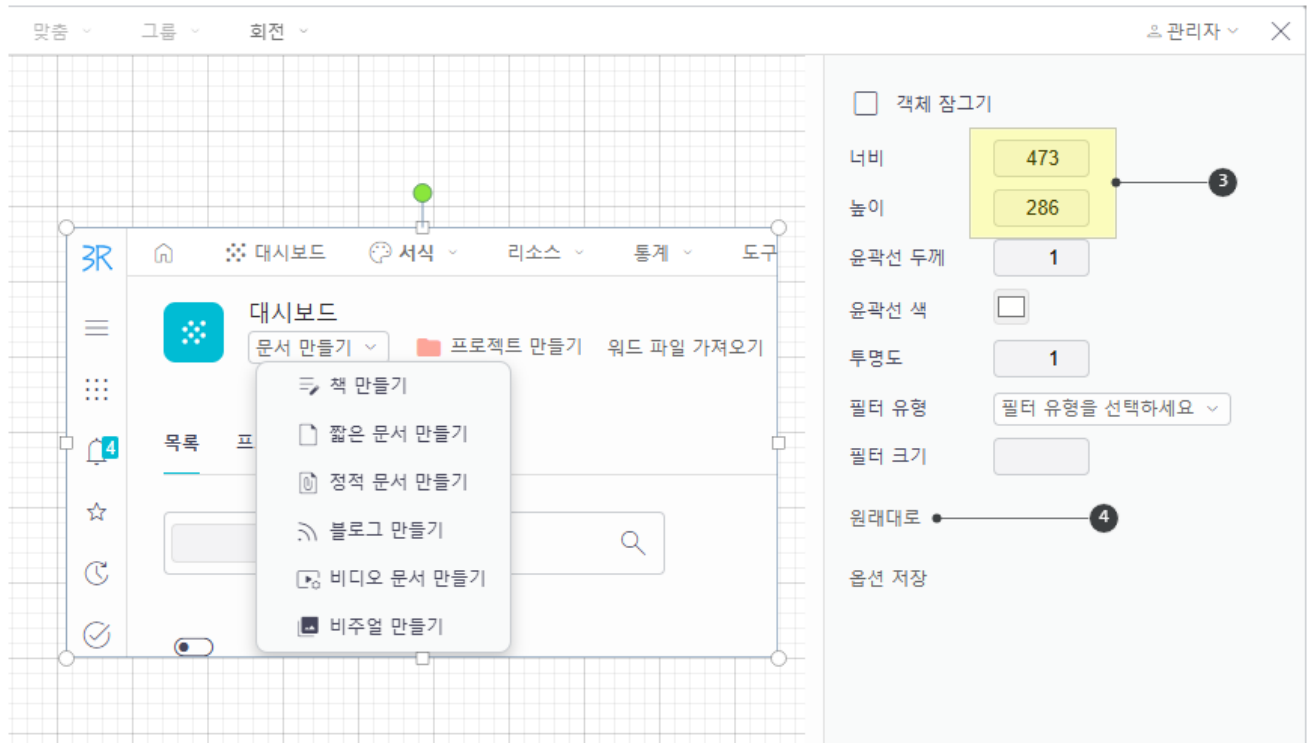 맞춤
그룹
회전
관리자
객체 잠그기
너비 473
높이 286
3
윤곽선 두께 1
윤곽선 색
투명도 1
필터 유형 필터 유형을 선택하세요
필터 크기
원래대로 4
옵션 저장
3R
대시보드 서식 리소스 통계 도구
대시보드
문서 만들기 프로젝트 만들기 워드 파일 가져오기
책 만들기
짧은 문서 만들기
정적 문서 만들기
블로그 만들기
비디오 문서 만들기
비주얼 만들기
목록 프
4